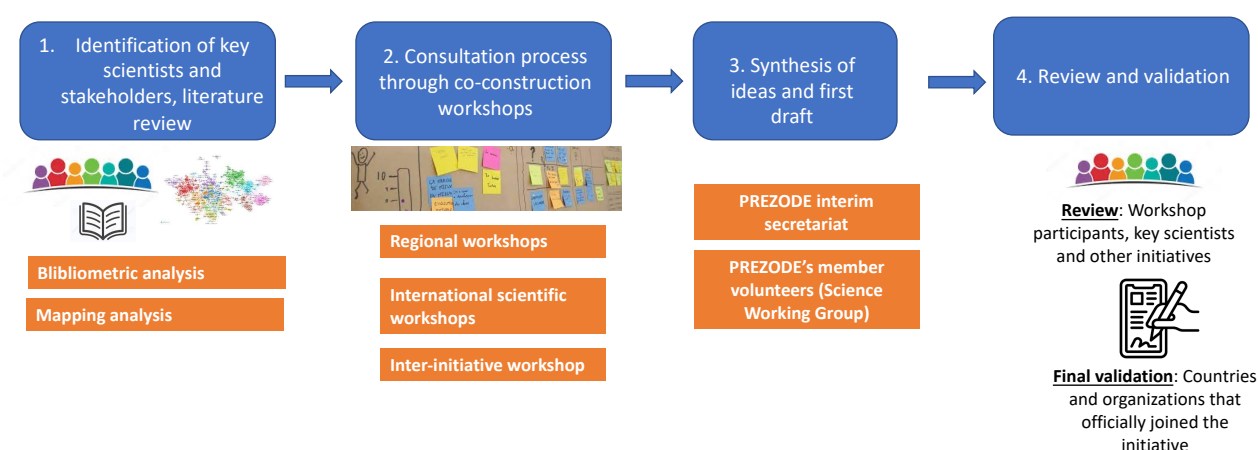 1. Identification of key
scientists and
stakeholders, literature
review
2. Consultation process
through co-construction
workshops
3. Synthesis of
ideas and first
draft
4. Review and validation
Blibliometric analysis
Mapping analysis
10
Regional workshops
International scientific
workshops
Inter-initiative workshop
PREZODE interim
secretariat
PREZODE's member
volunteers (Science
Working Group)
Review: Workshop
participants, key scientists
and other initiatives
Final validation: Countries
and organizations that
officially joined the
initiative